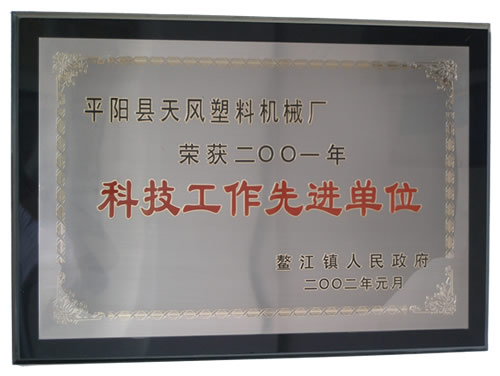 平阳县天风塑料机械厂
荣获二〇〇一年
科技工作先进单位
鳌江镇人民政府
二〇〇二年元月